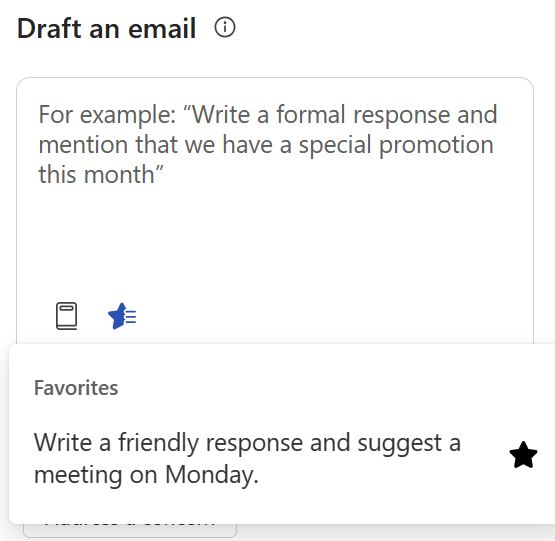 Draft an email
For example: “Write a formal response and
mention that we have a special promotion
this month”
Favorites
Write a friendly response and suggest a
meeting on Monday.